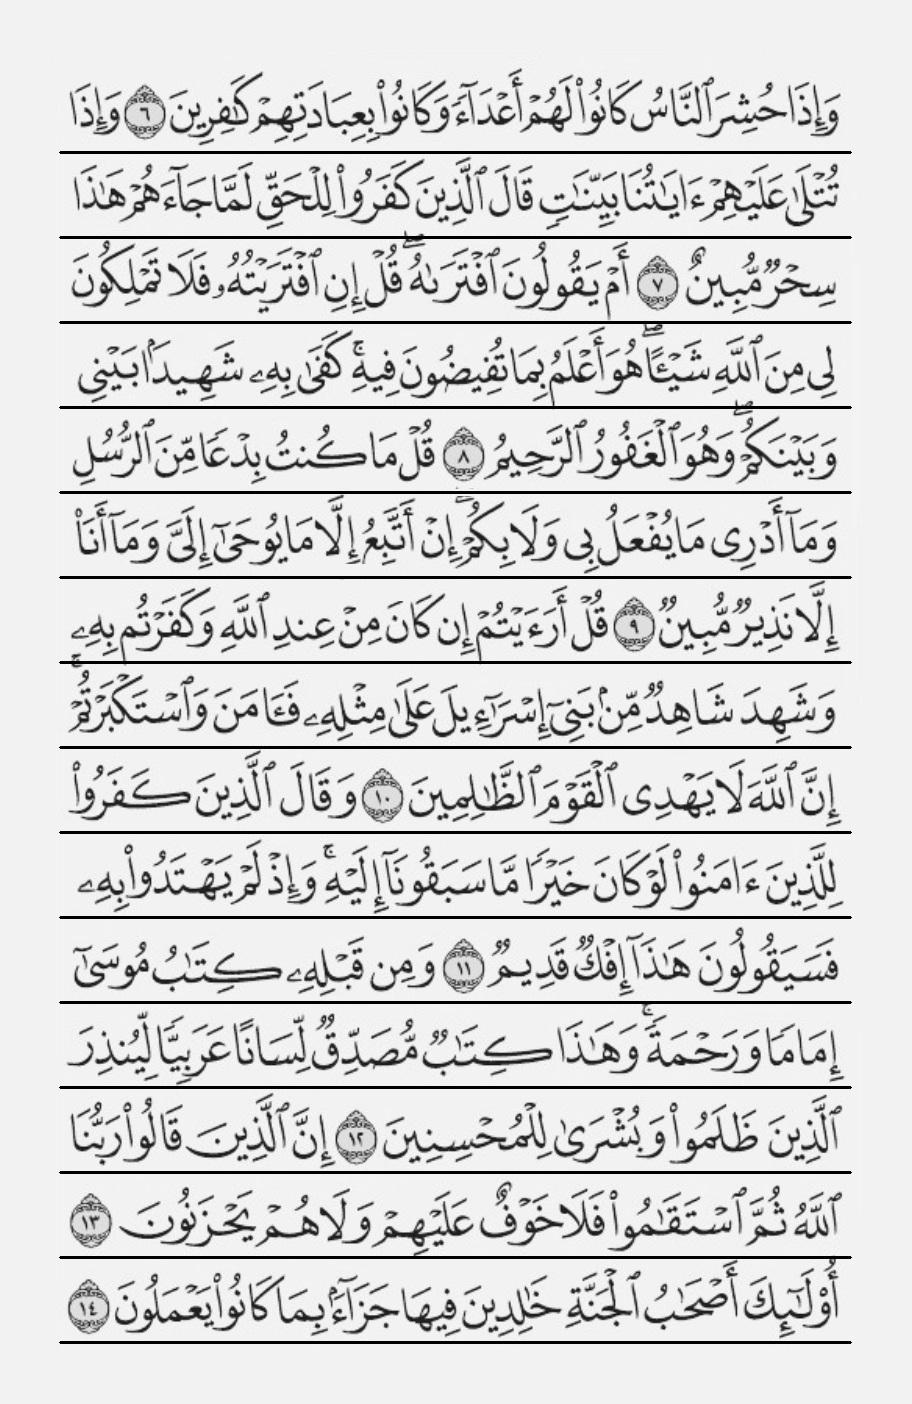 وَإِذَا حُشِرَ ٱلنَّاسُ كَانُوا۟ لَهُمْ أَعْدَآءً وَكَانُوا۟ بِعِبَادَتِهِمْ كَٰفِرِينَ ٦ وَإِذَا
تُتْلَىٰ عَلَيْهِمْ ءَايَٰتُنَا بَيِّنَٰتٍ قَالَ ٱلَّذِينَ كَفَرُوا۟ لِلْحَقِّ لَمَّا جَآءَهُمْ هَٰذَا
سِحْرٌ مُّبِينٌ ٧ أَمْ يَقُولُونَ ٱفْتَرَىٰهُ ۖ قُلْ إِنِ ٱفْتَرَيْتُهُۥ فَلَا تَمْلِكُونَ
لِى مِنَ ٱللَّهِ شَيْـًٔا ۖ هُوَ أَعْلَمُ بِمَا تُفِيضُونَ فِيهِ ۚ كَفَىٰ بِهِۦ شَهِيدًۢا بَيْنِى
وَبَيْنَكُمْ ۖ وَهُوَ ٱلْغَفُورُ ٱلرَّحِيمُ ٨ قُلْ مَا كُنتُ بِدْعًا مِّنَ ٱلرُّسُلِ
وَمَآ أَدْرِى مَا يُفْعَلُ بِى وَلَا بِكُمْ ۖ إِنْ أَتَّبِعُ إِلَّا مَا يُوحَىٰٓ إِلَىَّ وَمَآ أَنَا۠
إِلَّا نَذِيرٌ مُّبِينٌ ٩ قُلْ أَرَءَيْتُمْ إِن كَانَ مِنْ عِندِ ٱللَّهِ وَكَفَرْتُم بِهِۦ
وَشَهِدَ شَاهِدٌ مِّنۢ بَنِىٓ إِسْرَٰٓءِيلَ عَلَىٰ مِثْلِهِۦ فَـَٔامَنَ وَٱسْتَكْبَرْتُمْ ۚ
إِنَّ ٱللَّهَ لَا يَهْدِى ٱلْقَوْمَ ٱلظَّٰلِمِينَ ١٠ وَقَالَ ٱلَّذِينَ كَفَرُوا۟
لِلَّذِينَ ءَامَنُوا۟ لَوْ كَانَ خَيْرًا مَّا سَبَقُونَآ إِلَيْهِ ۚ وَإِذْ لَمْ يَهْتَدُوا۟ بِهِۦ
فَسَيَقُولُونَ هَٰذَآ إِفْكٌ قَدِيمٌ ١١ وَمِن قَبْلِهِۦ كِتَٰبُ مُوسَىٰٓ
إِمَامًا وَرَحْمَةً ۚ وَهَٰذَا كِتَٰبٌ مُّصَدِّقٌ لِّسَانًا عَرَبِيًّا لِّيُنذِرَ
ٱلَّذِينَ ظَلَمُوا۟ وَبُشْرَىٰ لِلْمُحْسِنِينَ ١٢ إِنَّ ٱلَّذِينَ قَالُوا۟ رَبُّنَا
ٱللَّهُ ثُمَّ ٱسْتَقَٰمُوا۟ فَلَا خَوْفٌ عَلَيْهِمْ وَلَا هُمْ يَحْزَنُونَ ١٣
أُو۟لَٰٓئِكَ أَصْحَٰبُ ٱلْجَنَّةِ خَٰلِدِينَ فِيهَا جَزَآءًۢ بِمَا كَانُوا۟ يَعْمَلُونَ ١٤